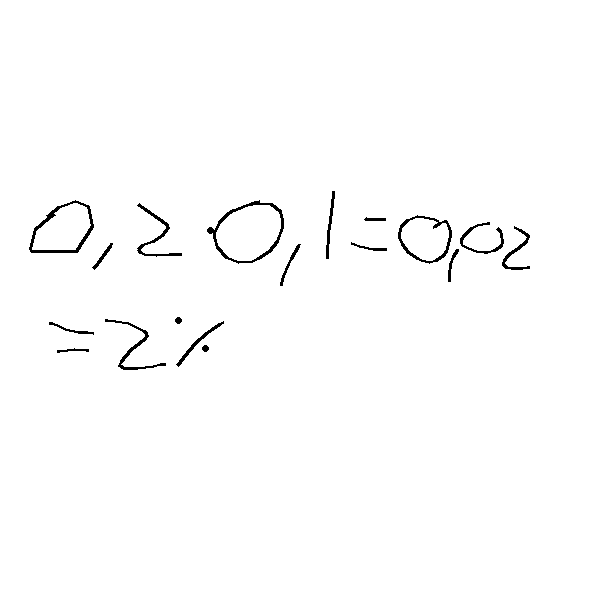 0,2 · 0,1 = 0,02
= 2%